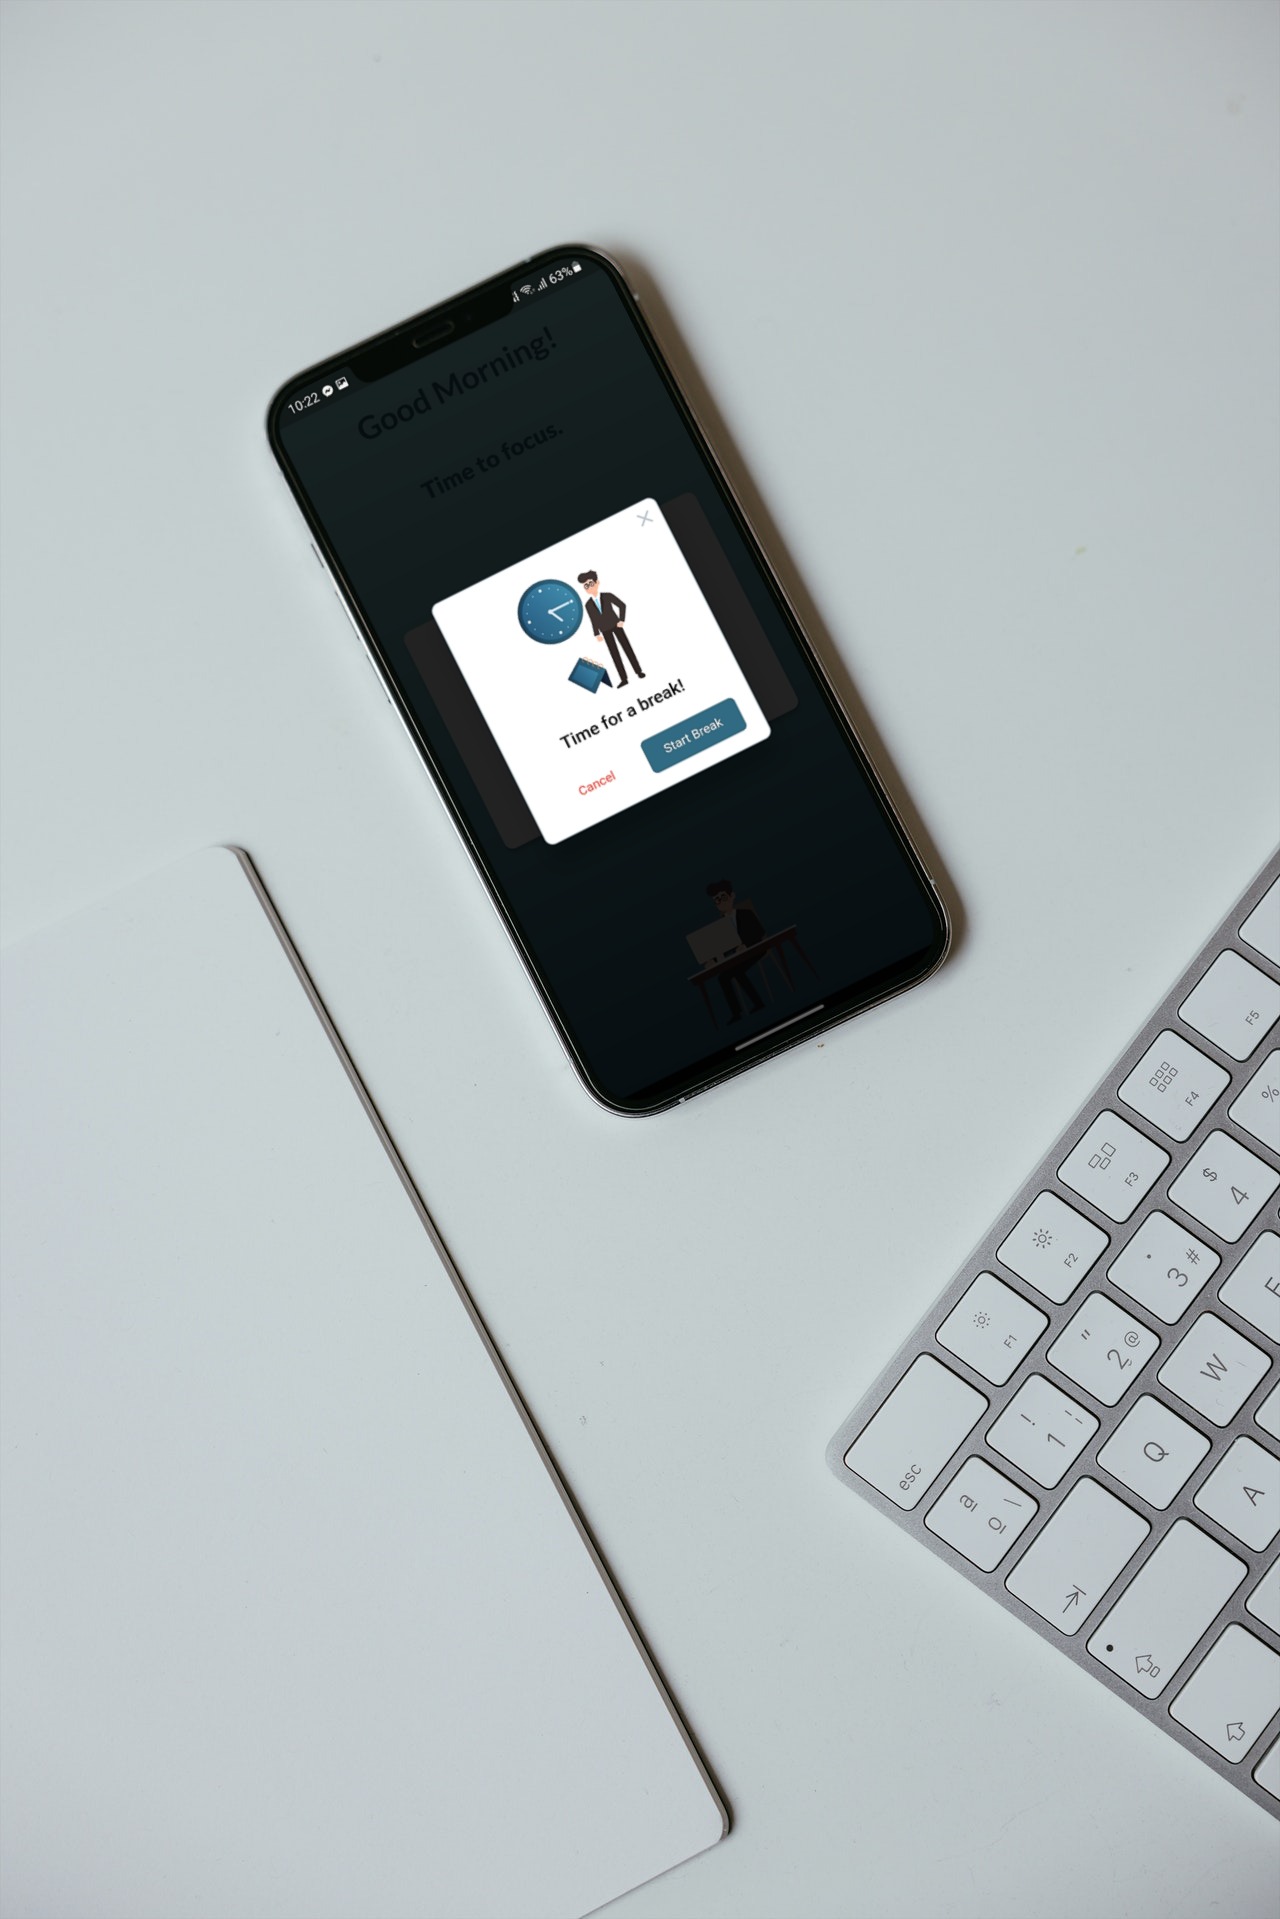 10:22
63%
Good Morning!
Time to focus.
Time for a break!
Cancel
Start Break
F5
F4
%
F3
$
4
F2
#
3
F1
"
@
2
W
esc
!
1
Q
A
a
o
\